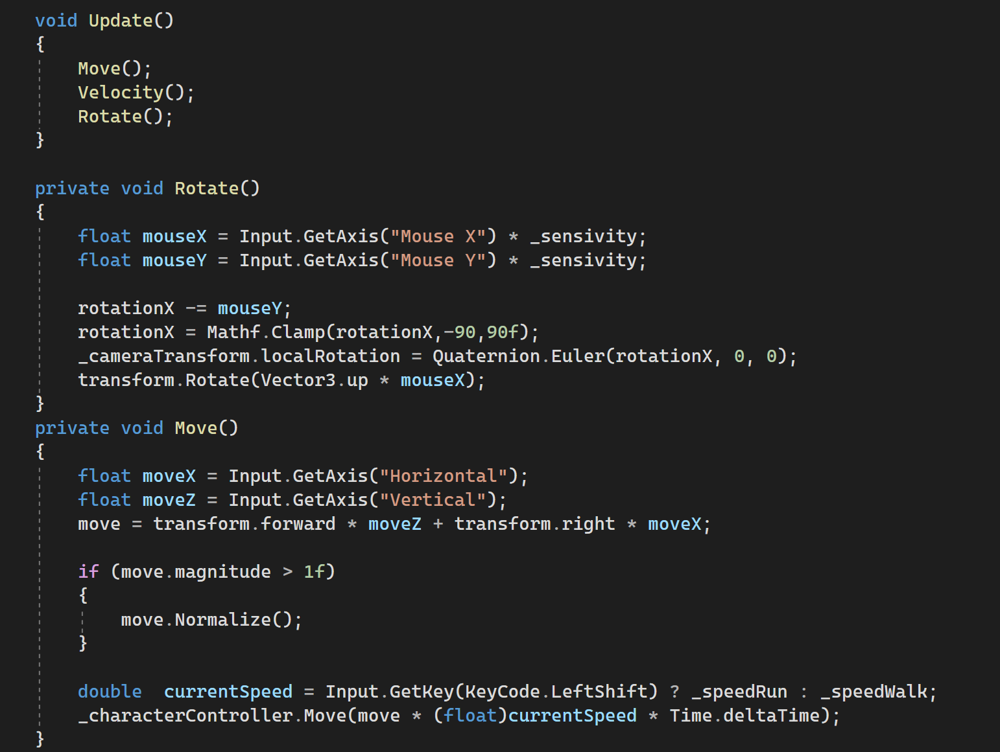 void Update()
{
    Move();
    Velocity();
    Rotate();
}

private void Rotate()
{
    float mouseX = Input.GetAxis("Mouse X") * _sensivity;
    float mouseY = Input.GetAxis("Mouse Y") * _sensivity;

    rotationX -= mouseY;
    rotationX = Mathf.Clamp(rotationX,-90,90f);
    _cameraTransform.localRotation = Quaternion.Euler(rotationX, 0, 0);
    transform.Rotate(Vector3.up * mouseX);
}
private void Move()
{
    float moveX = Input.GetAxis("Horizontal");
    float moveZ = Input.GetAxis("Vertical");
    move = transform.forward * moveZ + transform.right * moveX;

    if (move.magnitude > 1f)
    {
        move.Normalize();
    }

    double  currentSpeed = Input.GetKey(KeyCode.LeftShift) ? _speedRun : _speedWalk;
    _characterController.Move(move * (float)currentSpeed * Time.deltaTime);
}